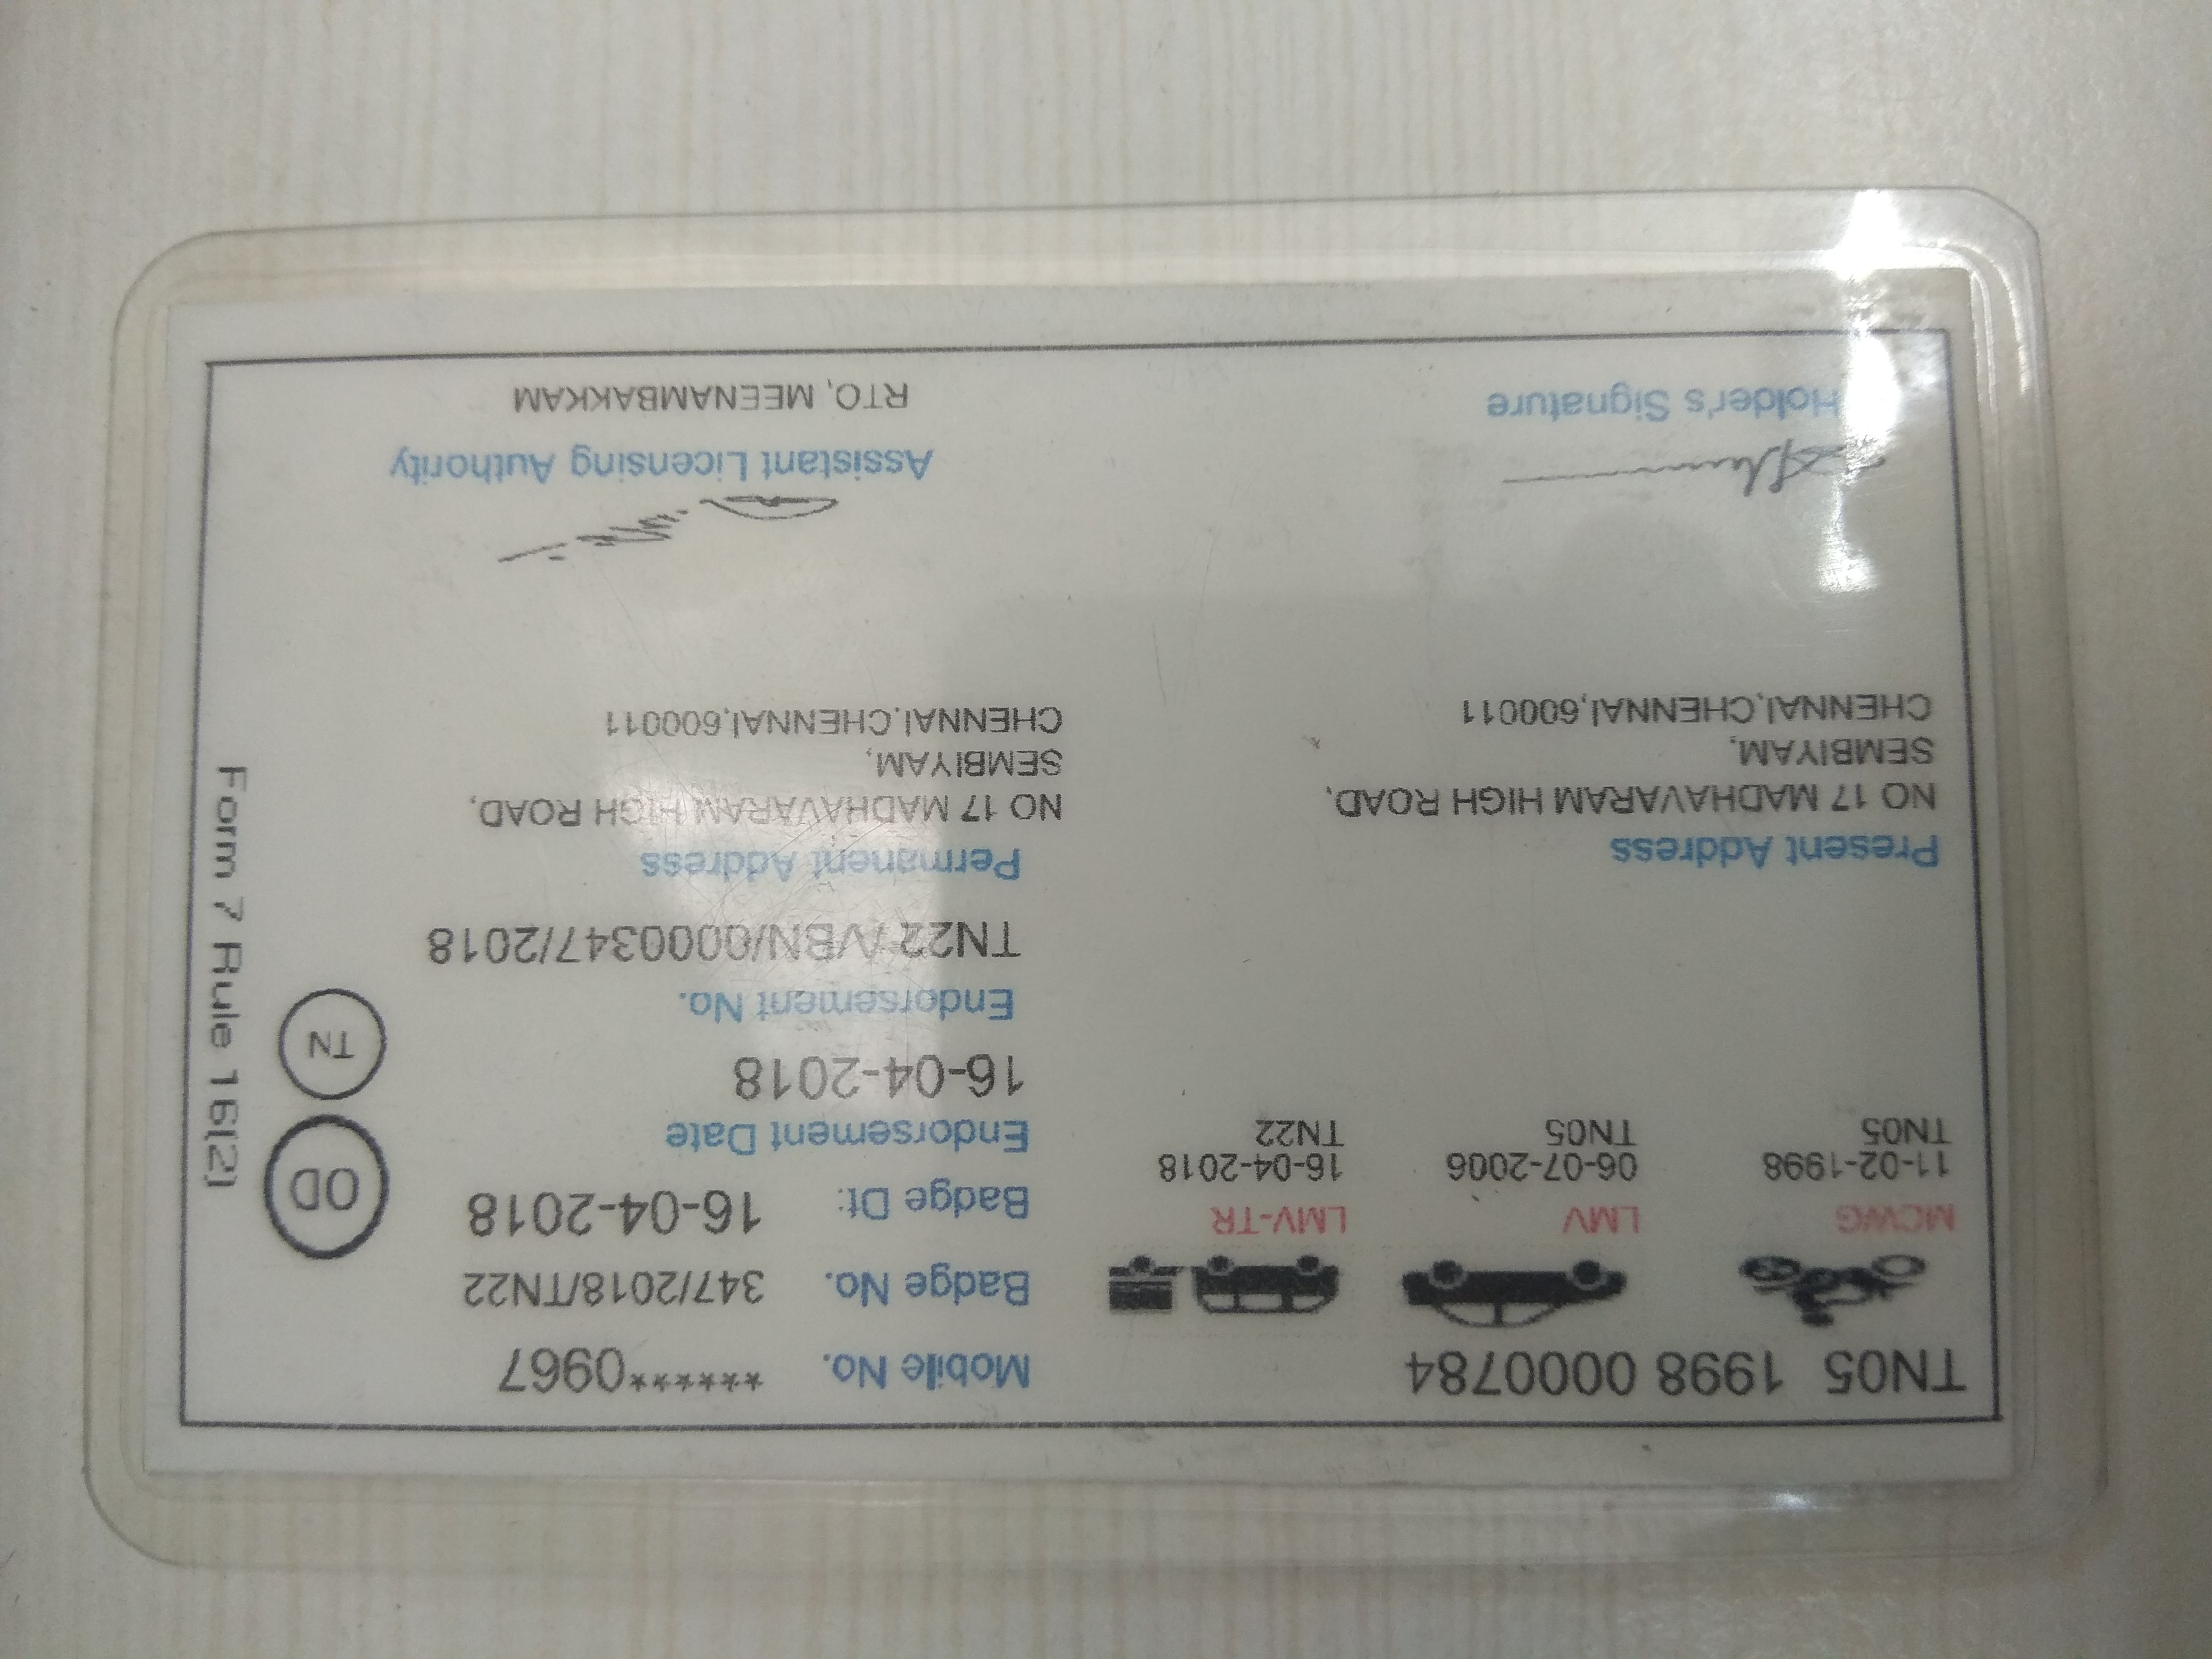 TN05 1998 0000784
Mobile No. ******0967
Badge No. 347/2018/TN22
Badge Dt: 16-04-2018
MCWG
11-02-1998
TN05
LMV
06-07-2006
TN05
LMV-TR
16-04-2018
TN22
Endorsement Date
16-04-2018
Endorsement No.
TN22 /VBN/0000347/2018
OD
TN
Present Address
NO 17 MADHAVARAM HIGH ROAD,
SEMBIYAM,
CHENNAI,CHENNAI,600011
Permanent Address
NO 17 MADHAVARAM HIGH ROAD,
SEMBIYAM,
CHENNAI,CHENNAI,600011
Holder's Signature
Assistant Licensing Authority
RTO, MEENAMBAKKAM
Form 7 Rule 16(2)